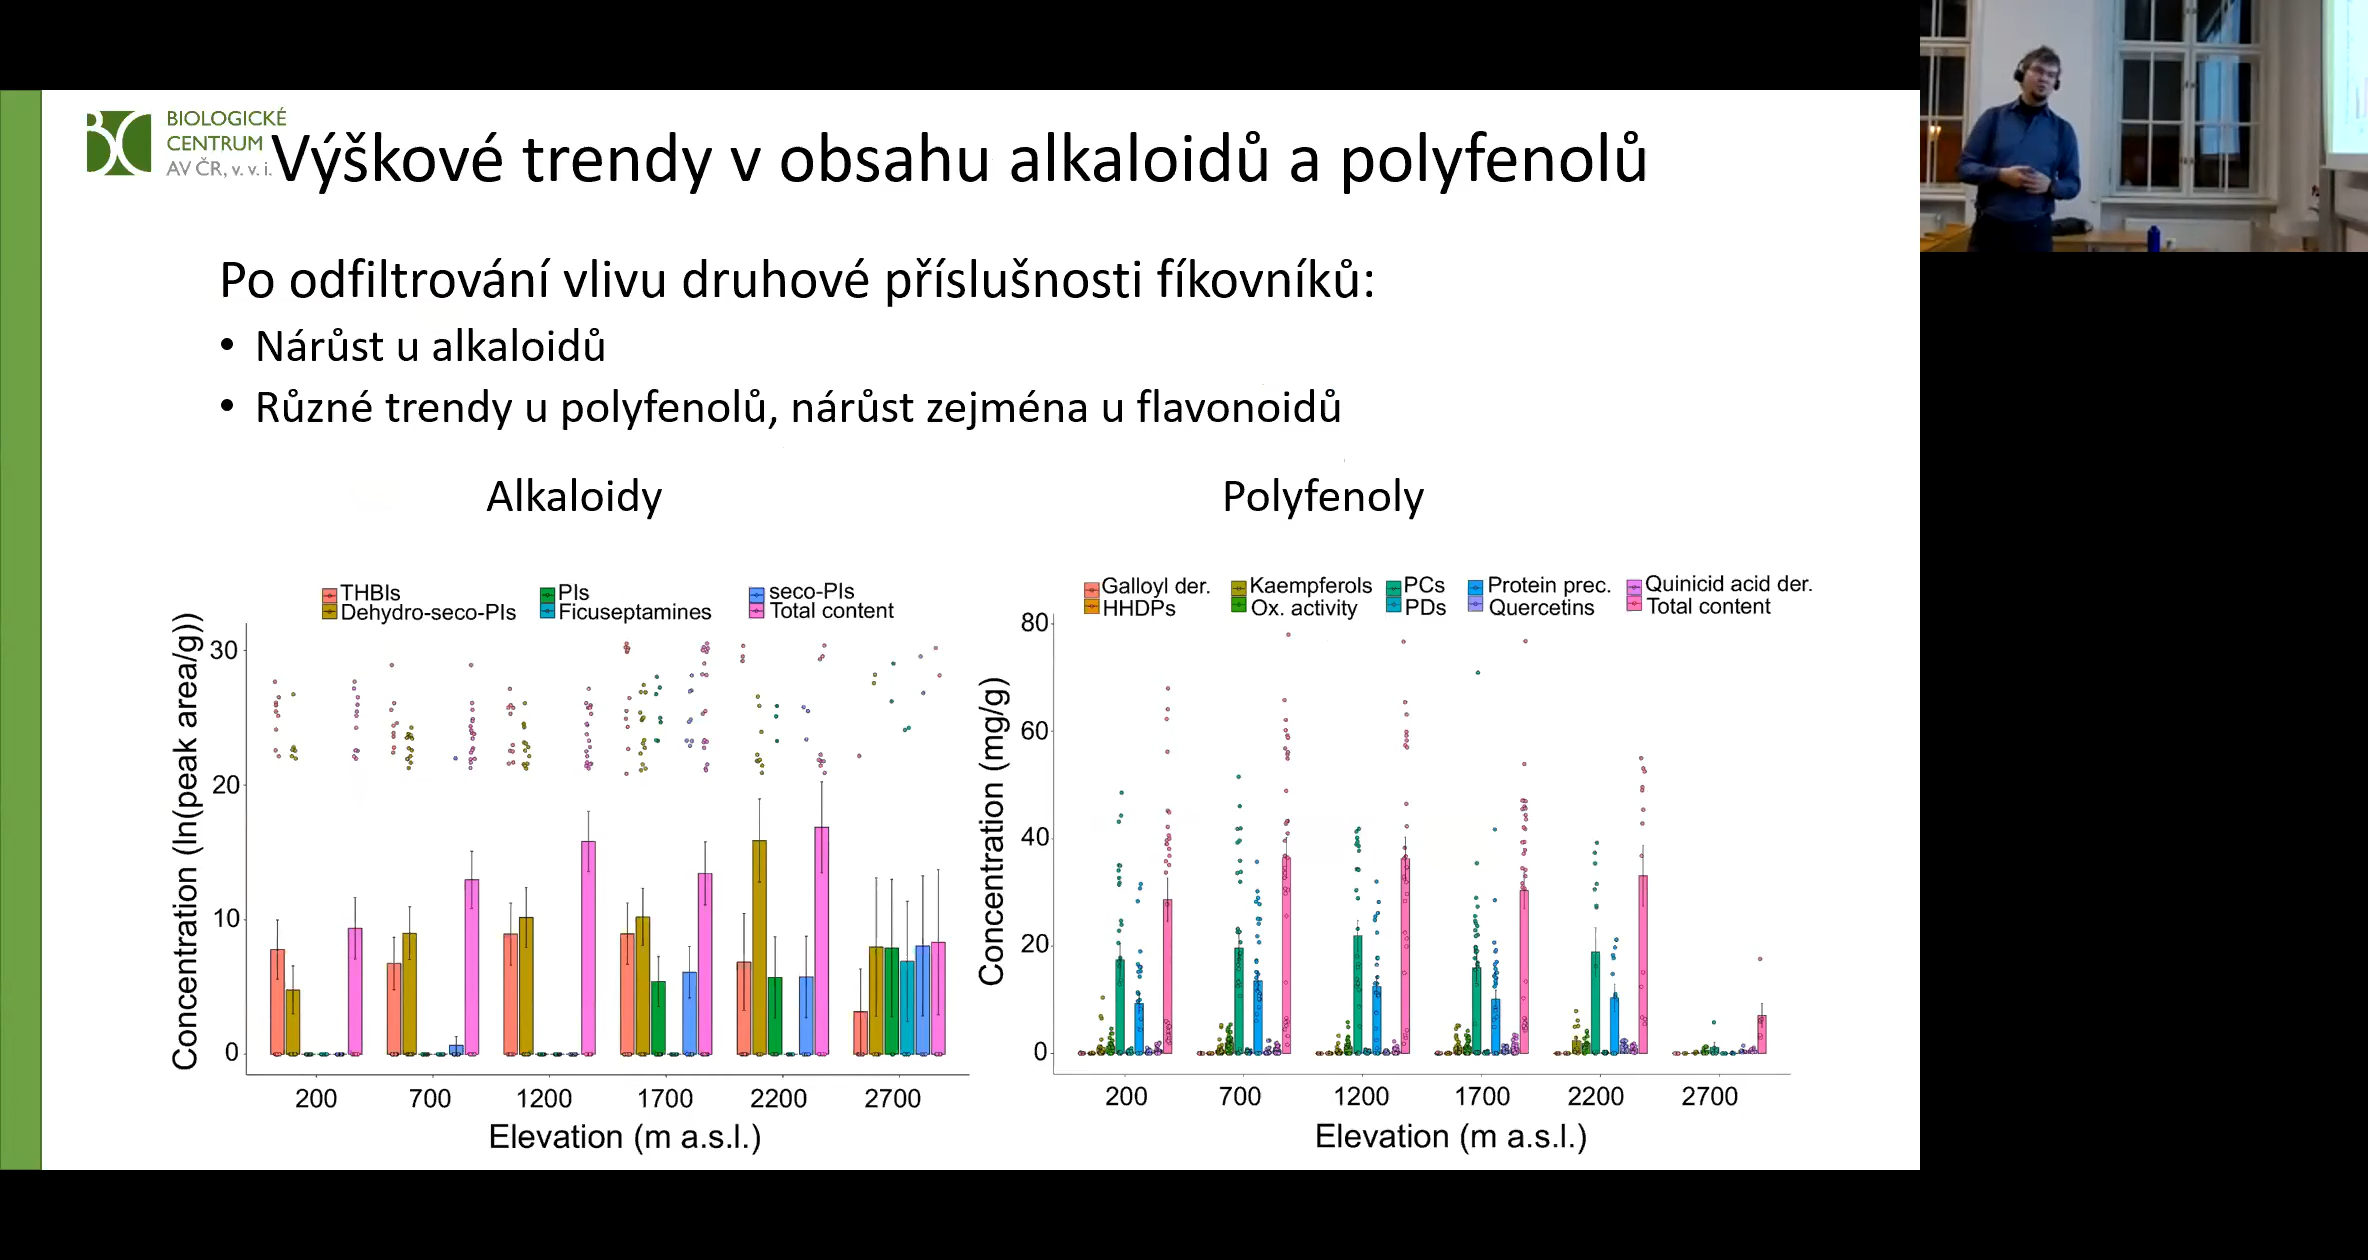 BIOLOGICKÉ
CENTRUM
AV ČR, v. v. i.
Výškové trendy v obsahu alkaloidů a polyfenolů
Po odfiltrování vlivu druhové příslušnosti fíkovníků:
• Nárůst u alkaloidů
• Různé trendy u polyfenolů, nárůst zejména u flavonoidů
Alkaloidy
THBIs PIs seco-PIs
Dehydro-seco-PIs Ficuseptamines Total content
Concentration (ln(peak area/g))
30
20
10
0
200 700 1200 1700 2200 2700
Elevation (m a.s.l.)
Polyfenoly
Galloyl der. Kaempferols PCs Protein prec. Quinicid acid der.
HHDPs Ox. activity PDs Quercetins Total content
Concentration (mg/g)
80
60
40
20
0
200 700 1200 1700 2200 2700
Elevation (m a.s.l.)